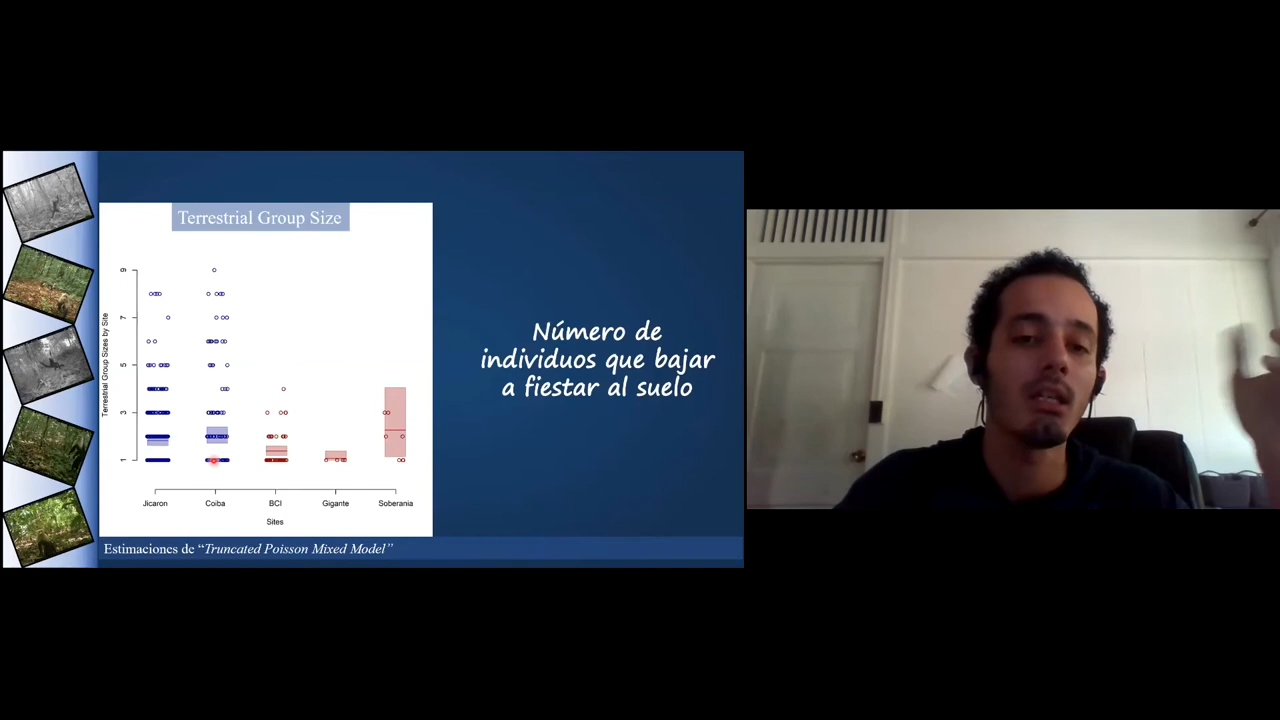 Terrestrial Group Size
Terrestrial Group Sizes by Site
9
7
5
3
1
Jicaron Coiba BCI Gigante Soberania
Sites
Número de
individuos que bajar
a fiestar al suelo
Estimaciones de “Truncated Poisson Mixed Model”